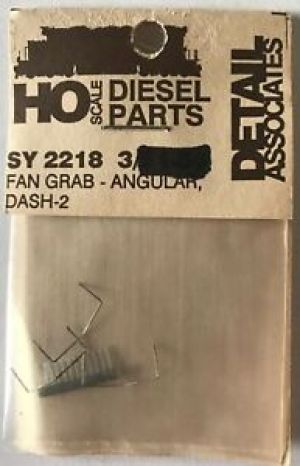 HO SCALE DIESEL PARTS
DETAIL ASSOCIATES
SY 2218 3/
FAN GRAB - ANGULAR,
DASH-2